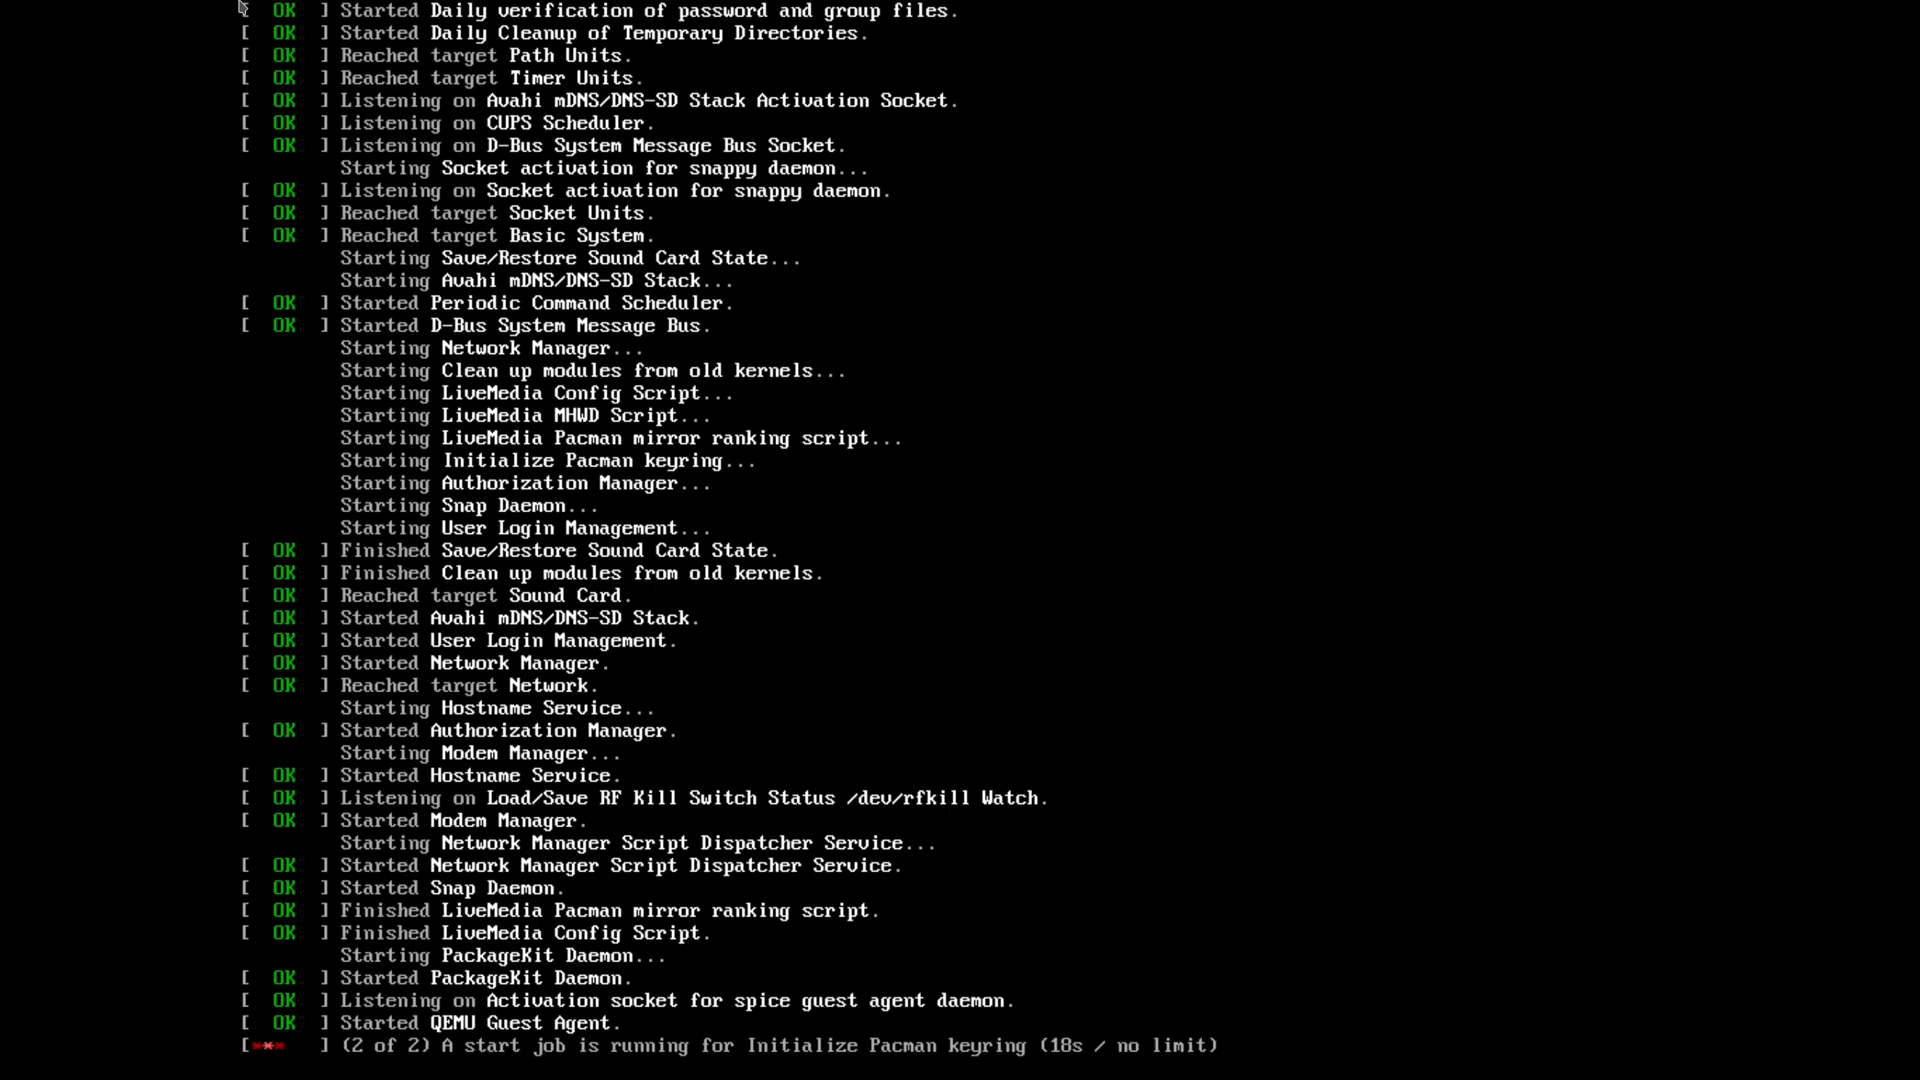 [  OK  ] Started Daily verification of password and group files.
[  OK  ] Started Daily Cleanup of Temporary Directories.
[  OK  ] Reached target Path Units.
[  OK  ] Reached target Timer Units.
[  OK  ] Listening on Avahi mDNS/DNS-SD Stack Activation Socket.
[  OK  ] Listening on CUPS Scheduler.
[  OK  ] Listening on D-Bus System Message Bus Socket.
Starting Socket activation for snappy daemon...
[  OK  ] Listening on Socket activation for snappy daemon.
[  OK  ] Reached target Socket Units.
[  OK  ] Reached target Basic System.
Starting Save/Restore Sound Card State...
Starting Avahi mDNS/DNS-SD Stack...
[  OK  ] Started Periodic Command Scheduler.
[  OK  ] Started D-Bus System Message Bus.
Starting Network Manager...
Starting Clean up modules from old kernels...
Starting LiveMedia Config Script...
Starting LiveMedia MHWD Script...
Starting LiveMedia Pacman mirror ranking script...
Starting Initialize Pacman keyring...
Starting Authorization Manager...
Starting Snap Daemon...
Starting User Login Management...
[  OK  ] Finished Save/Restore Sound Card State.
[  OK  ] Finished Clean up modules from old kernels.
[  OK  ] Reached target Sound Card.
[  OK  ] Started Avahi mDNS/DNS-SD Stack.
[  OK  ] Started User Login Management.
[  OK  ] Started Network Manager.
[  OK  ] Reached target Network.
Starting Hostname Service...
[  OK  ] Started Authorization Manager.
Starting Modem Manager...
[  OK  ] Started Hostname Service.
[  OK  ] Listening on Load/Save RF Kill Switch Status /dev/rfkill Watch.
[  OK  ] Started Modem Manager.
Starting Network Manager Script Dispatcher Service...
[  OK  ] Started Network Manager Script Dispatcher Service.
[  OK  ] Started Snap Daemon.
[  OK  ] Finished LiveMedia Pacman mirror ranking script.
[  OK  ] Finished LiveMedia Config Script.
Starting PackageKit Daemon...
[  OK  ] Started PackageKit Daemon.
[  OK  ] Listening on Activation socket for spice guest agent daemon.
[  OK  ] Started QEMU Guest Agent.
[***   ] (2 of 2) A start job is running for Initialize Pacman keyring (18s / no limit)